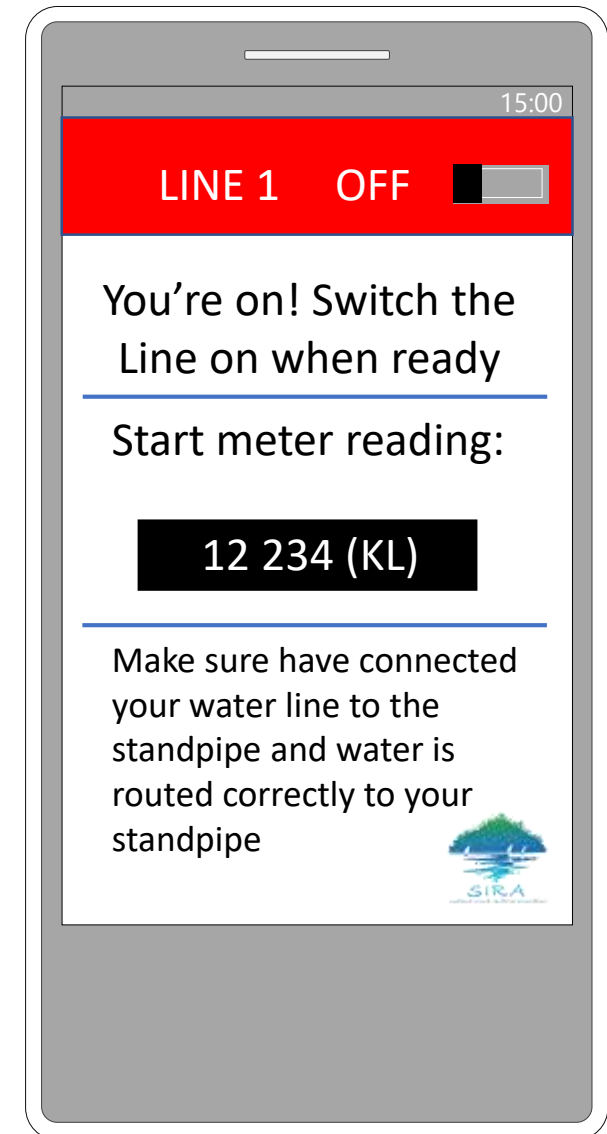 15:00
LINE 1 OFF
You’re on! Switch the
Line on when ready
Start meter reading:
12 234 (KL)
Make sure have connected
your water line to the
standpipe and water is
routed correctly to your
standpipe
SIRA